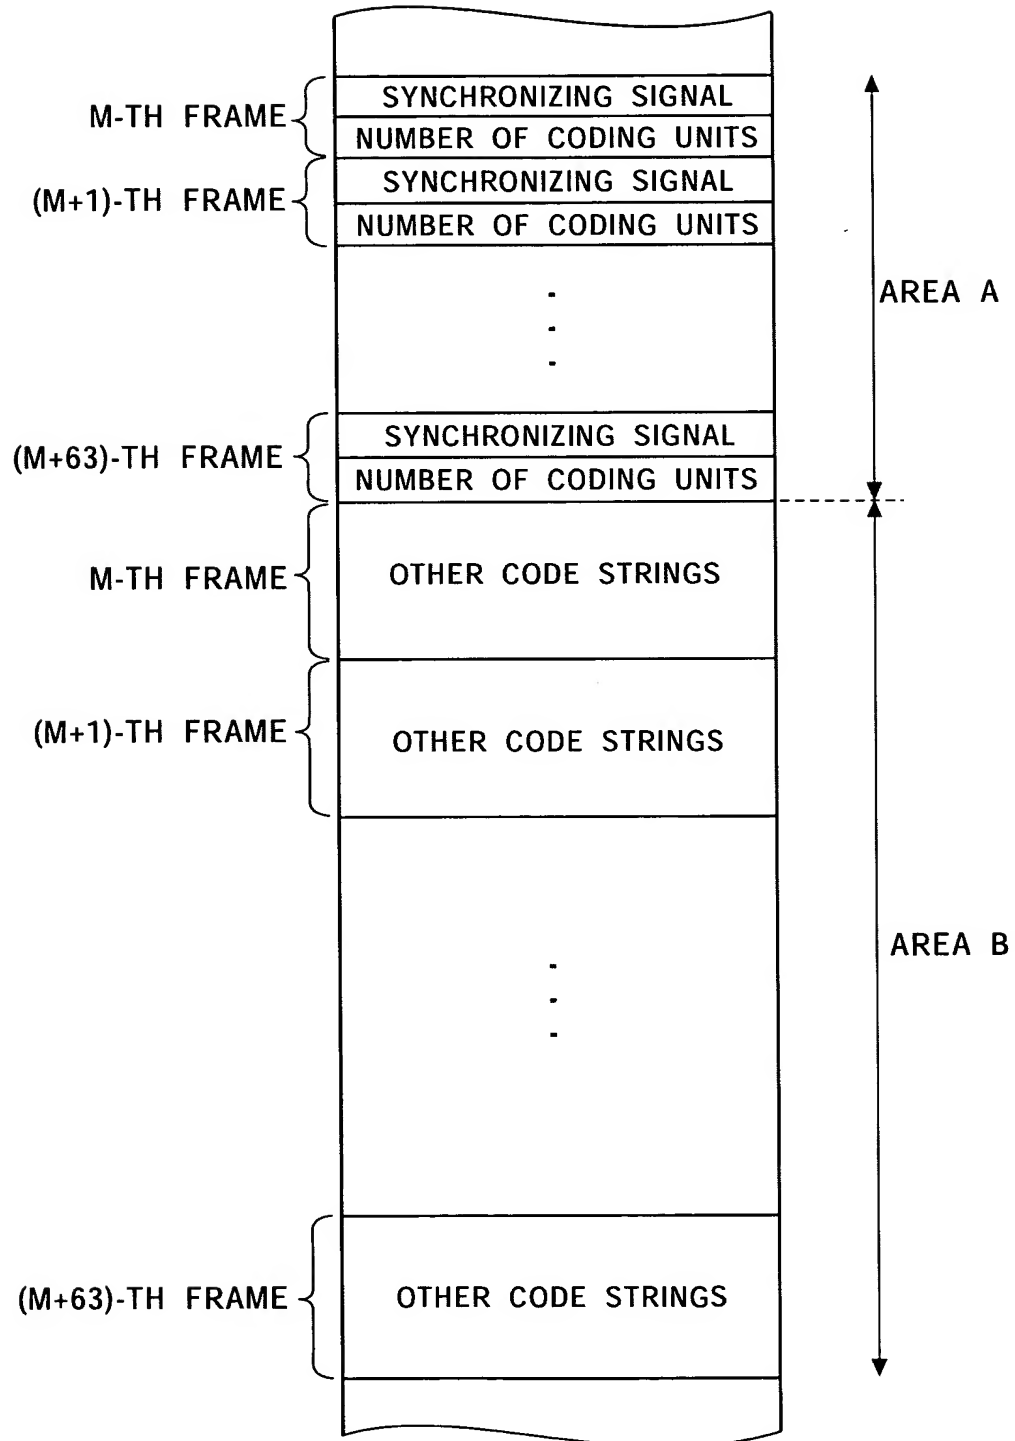 M-TH FRAME
SYNCHRONIZING SIGNAL
NUMBER OF CODING UNITS
(M+1)-TH FRAME
SYNCHRONIZING SIGNAL
NUMBER OF CODING UNITS
AREA A
(M+63)-TH FRAME
SYNCHRONIZING SIGNAL
NUMBER OF CODING UNITS
M-TH FRAME
OTHER CODE STRINGS
(M+1)-TH FRAME
OTHER CODE STRINGS
AREA B
(M+63)-TH FRAME
OTHER CODE STRINGS